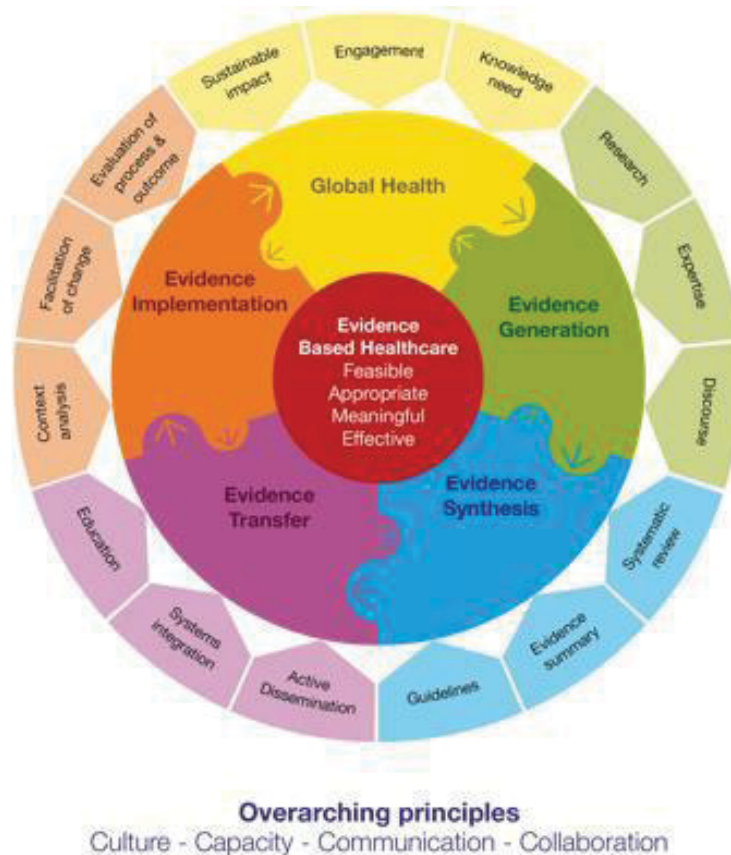 Sustainable
impact
Engagement
Knowledge
need
Research
Expertise
Discourse
Systematic
review
Evidence
summary
Guidelines
Active
Dissemination
Systems
integration
Education
Context
analysis
Facilitation
of change
Evaluation of
process &
outcome
Global Health
Evidence
Generation
Evidence
Synthesis
Evidence
Transfer
Evidence
Implementation
Evidence
Based Healthcare
Feasible
Appropriate
Meaningful
Effective
Overarching principles
Culture - Capacity - Communication - Collaboration